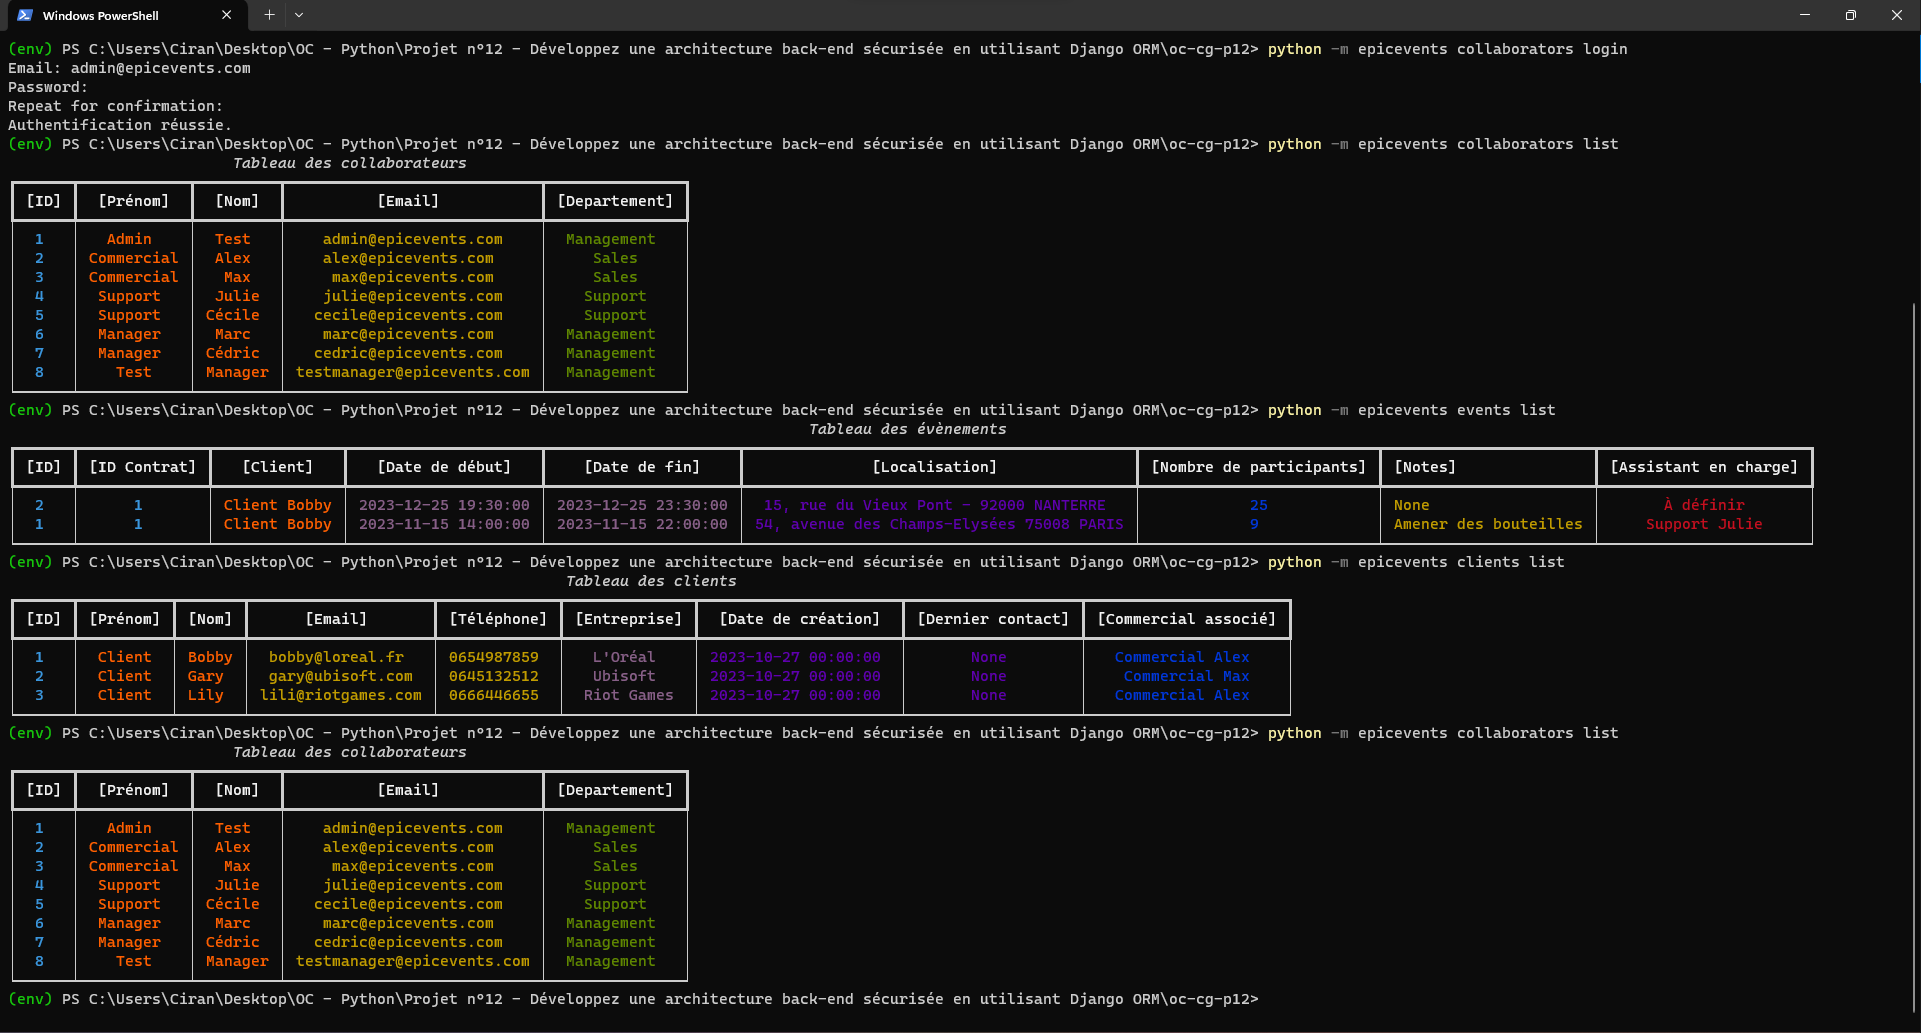 Windows PowerShell
(env) PS C:\Users\Ciran\Desktop\OC - Python\Projet n°12 - Développez une architecture back-end sécurisée en utilisant Django ORM\oc-cg-p12> python -m epicevents collaborators login
Email: admin@epicevents.com
Password:
Repeat for confirmation:
Authentification réussie.
(env) PS C:\Users\Ciran\Desktop\OC - Python\Projet n°12 - Développez une architecture back-end sécurisée en utilisant Django ORM\oc-cg-p12> python -m epicevents collaborators list
Tableau des collaborateurs
[ID] [Prénom] [Nom] [Email] [Departement]
1 Admin Test admin@epicevents.com Management
2 Commercial Alex alex@epicevents.com Sales
3 Commercial Max max@epicevents.com Sales
4 Support Julie julie@epicevents.com Support
5 Support Cécile cecile@epicevents.com Support
6 Manager Marc marc@epicevents.com Management
7 Manager Cédric cedric@epicevents.com Management
8 Test Manager testmanager@epicevents.com Management
(env) PS C:\Users\Ciran\Desktop\OC - Python\Projet n°12 - Développez une architecture back-end sécurisée en utilisant Django ORM\oc-cg-p12> python -m epicevents events list
Tableau des évènements
[ID] [ID Contrat] [Client] [Date de début] [Date de fin] [Localisation] [Nombre de participants] [Notes] [Assistant en charge]
2 1 Client Bobby 2023-12-25 19:30:00 2023-12-25 23:30:00 15, rue du Vieux Pont - 92000 NANTERRE 25 None À définir
1 1 Client Bobby 2023-11-15 14:00:00 2023-11-15 22:00:00 54, avenue des Champs-Elysées 75008 PARIS 9 Amener des bouteilles Support Julie
(env) PS C:\Users\Ciran\Desktop\OC - Python\Projet n°12 - Développez une architecture back-end sécurisée en utilisant Django ORM\oc-cg-p12> python -m epicevents clients list
Tableau des clients
[ID] [Prénom] [Nom] [Email] [Téléphone] [Entreprise] [Date de création] [Dernier contact] [Commercial associé]
1 Client Bobby bobby@loreal.fr 0654987859 L'Oréal 2023-10-27 00:00:00 None Commercial Alex
2 Client Gary gary@ubisoft.com 0645132512 Ubisoft 2023-10-27 00:00:00 None Commercial Max
3 Client Lily lili@riotgames.com 0666446655 Riot Games 2023-10-27 00:00:00 None Commercial Alex
(env) PS C:\Users\Ciran\Desktop\OC - Python\Projet n°12 - Développez une architecture back-end sécurisée en utilisant Django ORM\oc-cg-p12> python -m epicevents collaborators list
Tableau des collaborateurs
[ID] [Prénom] [Nom] [Email] [Departement]
1 Admin Test admin@epicevents.com Management
2 Commercial Alex alex@epicevents.com Sales
3 Commercial Max max@epicevents.com Sales
4 Support Julie julie@epicevents.com Support
5 Support Cécile cecile@epicevents.com Support
6 Manager Marc marc@epicevents.com Management
7 Manager Cédric cedric@epicevents.com Management
8 Test Manager testmanager@epicevents.com Management
(env) PS C:\Users\Ciran\Desktop\OC - Python\Projet n°12 - Développez une architecture back-end sécurisée en utilisant Django ORM\oc-cg-p12>